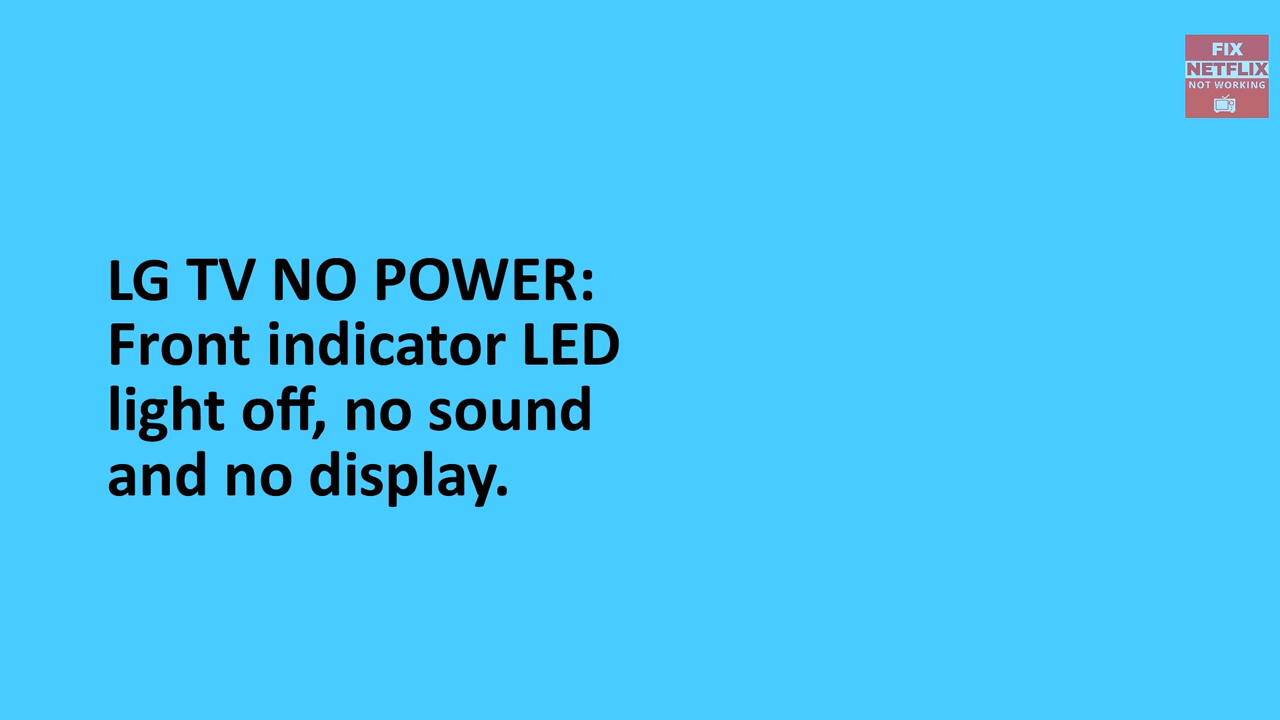 FIX
NETFLIX
NOT WORKING
LG TV NO POWER:
Front indicator LED
light off, no sound
and no display.